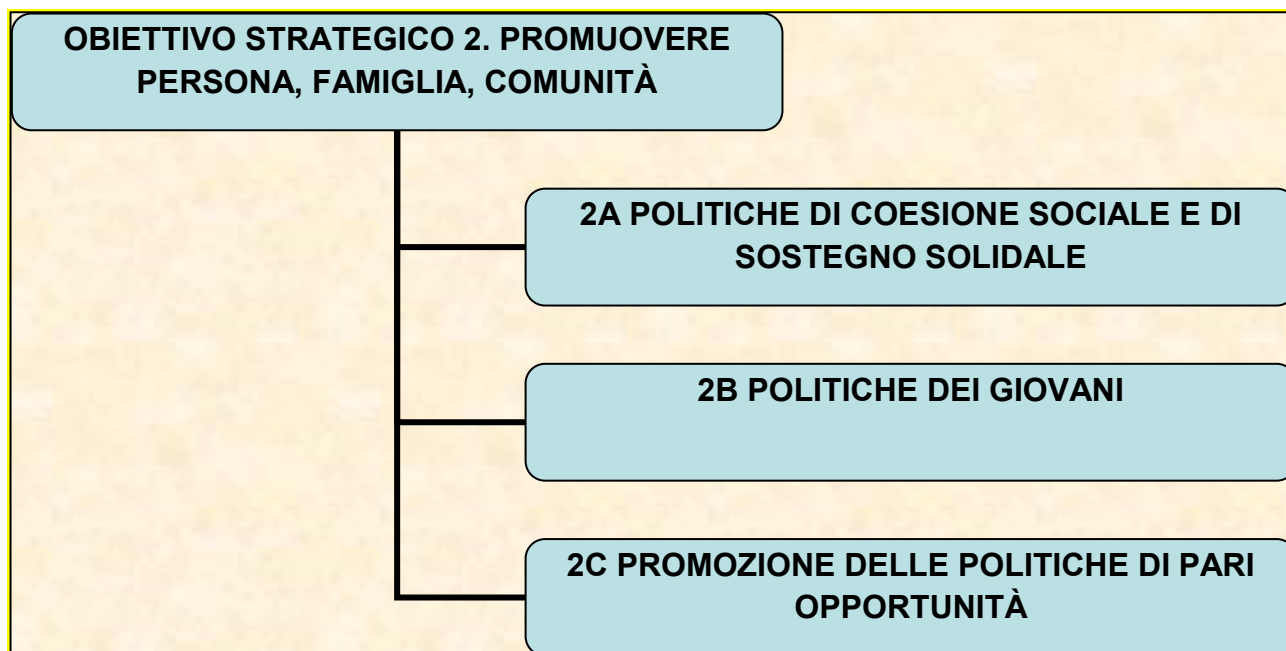 OBIETTIVO STRATEGICO 2. PROMUOVERE
PERSONA, FAMIGLIA, COMUNITÀ
2A POLITICHE DI COESIONE SOCIALE E DI
SOSTEGNO SOLIDALE
2B POLITICHE DEI GIOVANI
2C PROMOZIONE DELLE POLITICHE DI PARI
OPPORTUNITÀ